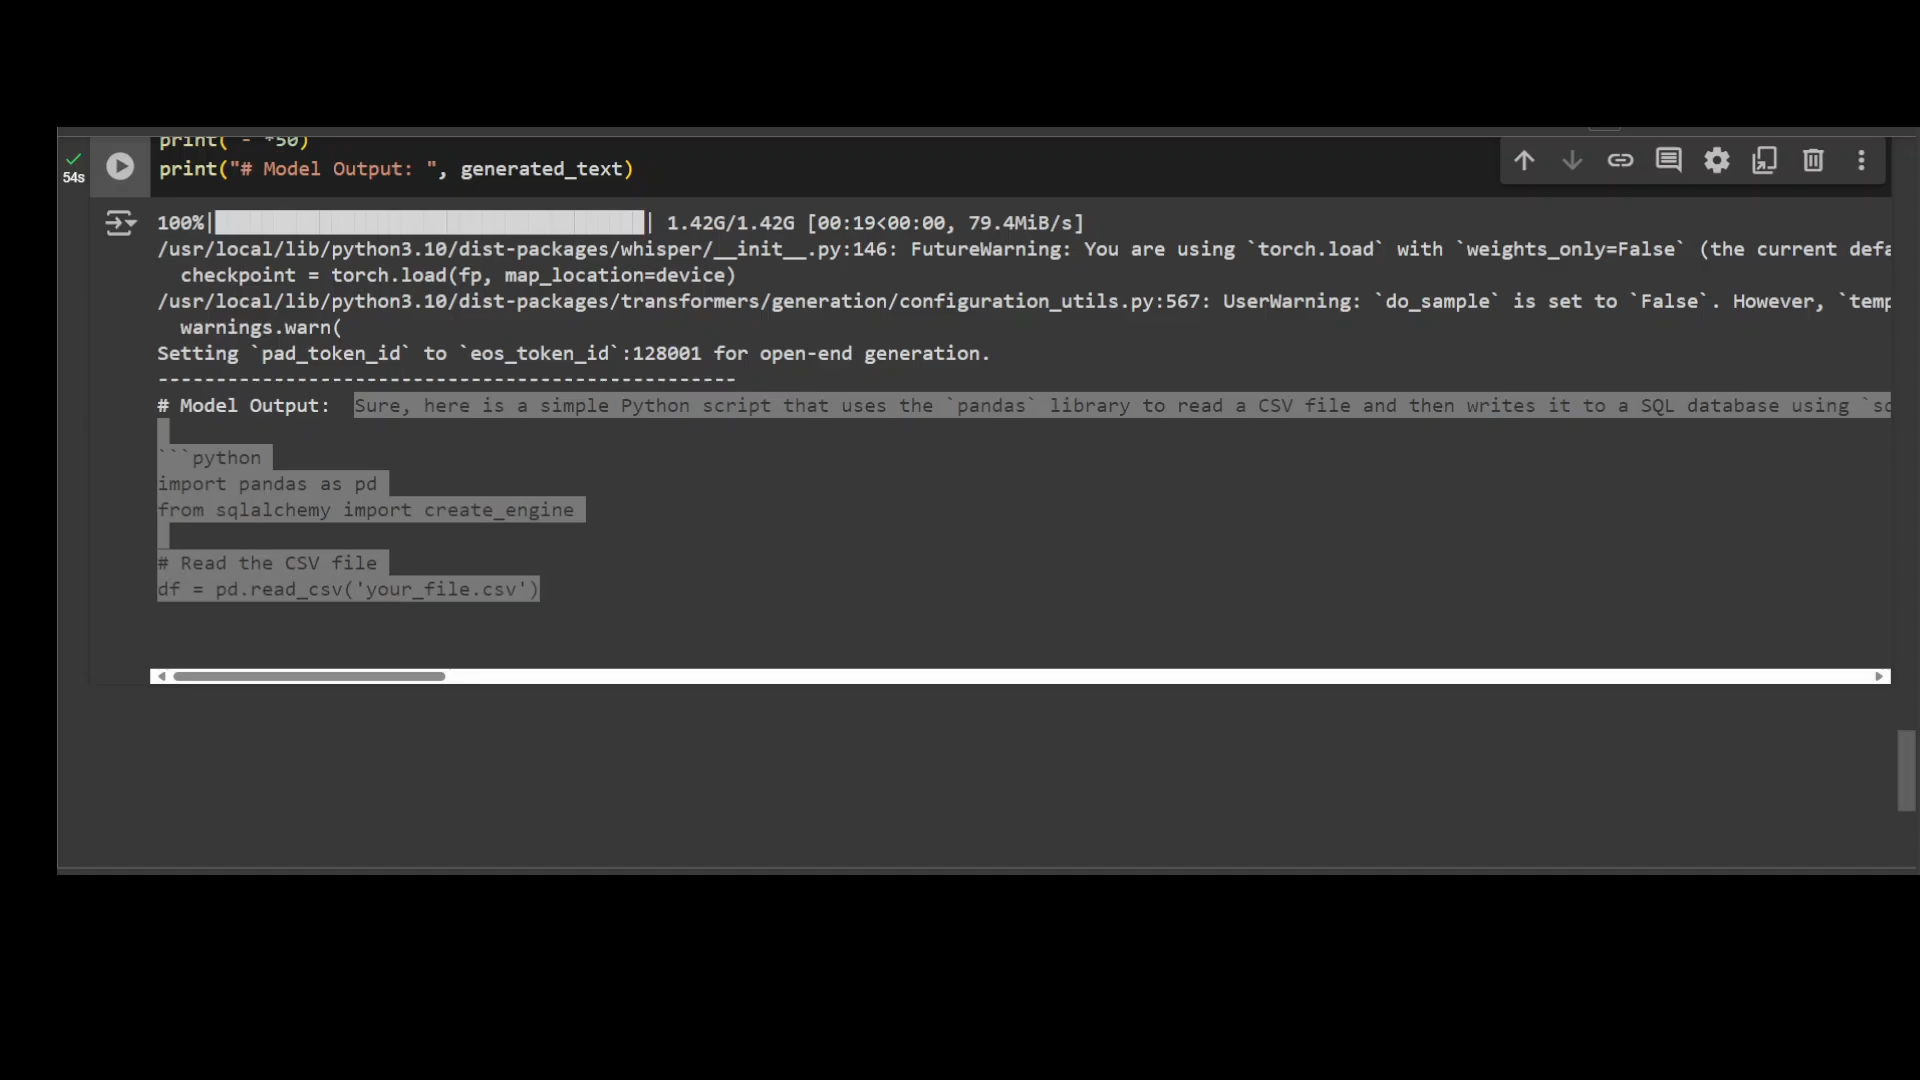 print("-"*50)
54s
print("# Model Output: ", generated_text)
100%|██████████| 1.42G/1.42G [00:19<00:00, 79.4MiB/s]
/usr/local/lib/python3.10/dist-packages/whisper/__init__.py:146: FutureWarning: You are using `torch.load` with `weights_only=False` (the current defa
checkpoint = torch.load(fp, map_location=device)
/usr/local/lib/python3.10/dist-packages/transformers/generation/configuration_utils.py:567: UserWarning: `do_sample` is set to `False`. However, `temp
warnings.warn(
Setting `pad_token_id` to `eos_token_id`:128001 for open-end generation.
--------------------------------------------------
# Model Output: Sure, here is a simple Python script that uses the `pandas` library to read a CSV file and then writes it to a SQL database using
```python
import pandas as pd
from sqlalchemy import create_engine
# Read the CSV file
df = pd.read_csv('your_file.csv')